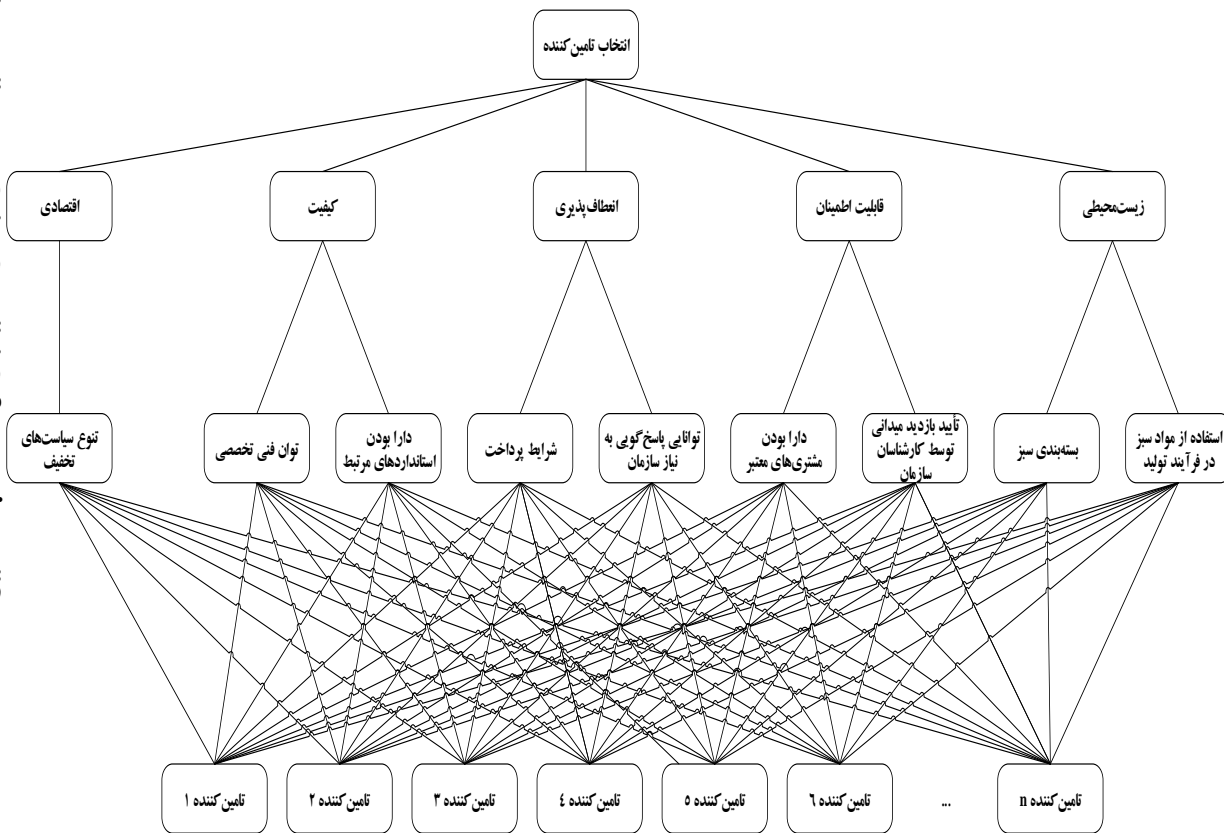 انتخاب تامین‌کننده
زیست‌محیطی
قابلیت اطمینان
انعطاف‌پذیری
کیفیت
اقتصادی
استفاده از مواد سبز
در فرآیند تولید
بسته‌بندی سبز
تأیید بازدید میدانی
توسط کارشناسان
سازمان
دارا بودن
مشتری‌های معتبر
توانایی پاسخ‌گویی به
نیاز سازمان
شرایط پرداخت
دارا بودن
استانداردهای مرتبط
توان فنی تخصصی
تنوع سیاست‌های
تخفیف
تامین‌کننده n
...
تامین‌کننده ٦
تامین‌کننده ٥
تامین‌کننده ٤
تامین‌کننده ٣
تامین‌کننده ٢
تامین‌کننده ١